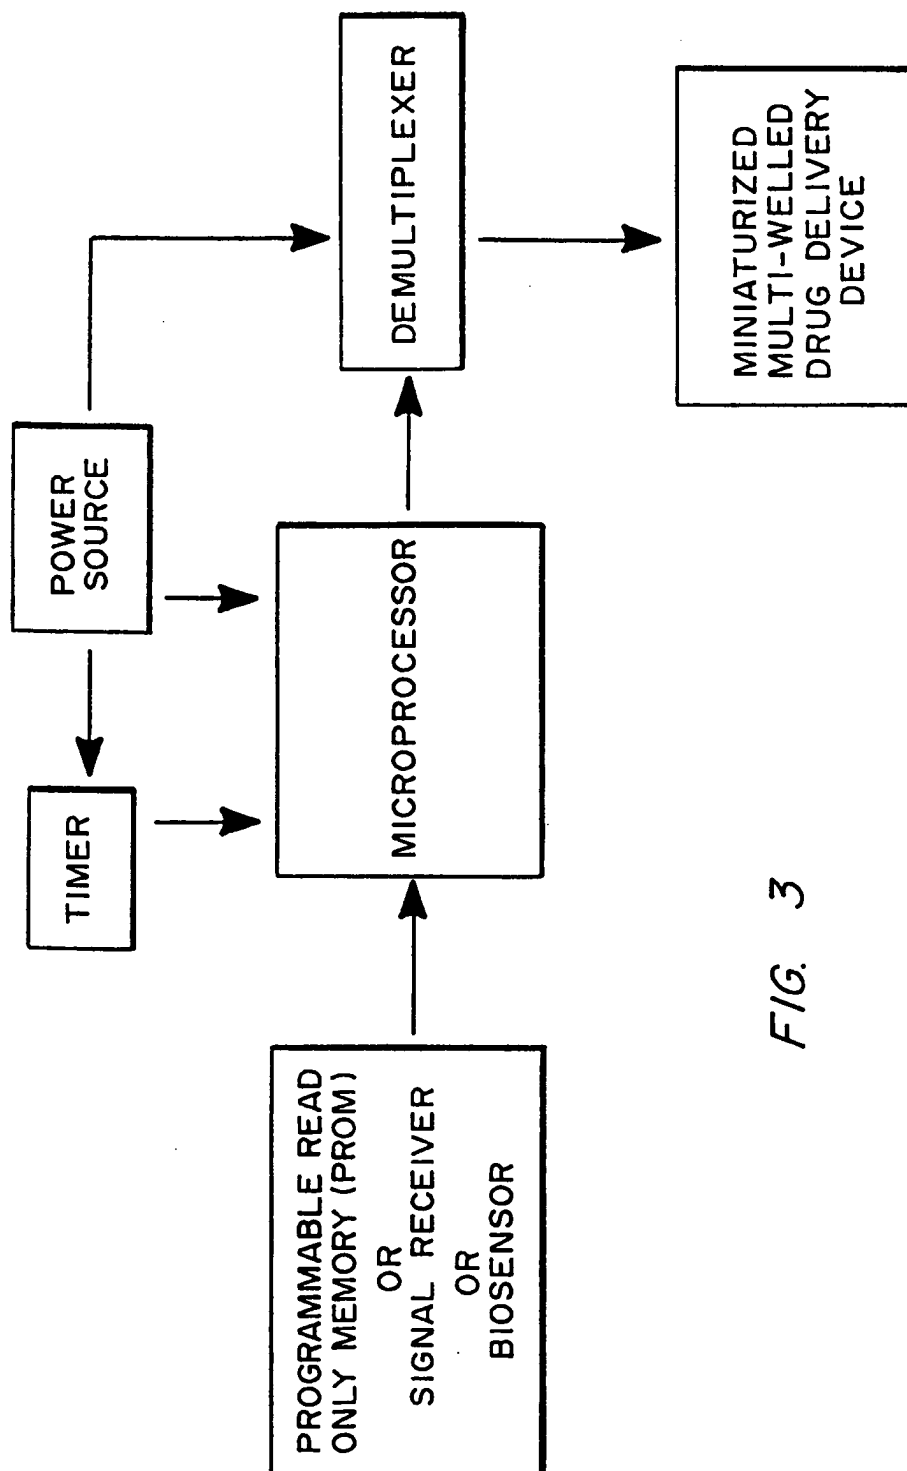 TIMER
POWER
SOURCE
PROGRAMMABLE READ
ONLY MEMORY (PROM)
OR
SIGNAL RECEIVER
OR
BIOSENSOR
MICROPROCESSOR
DEMULTIPLEXER
MINIATURIZED
MULTI-WELLED
DRUG DELIVERY
DEVICE
FIG. 3